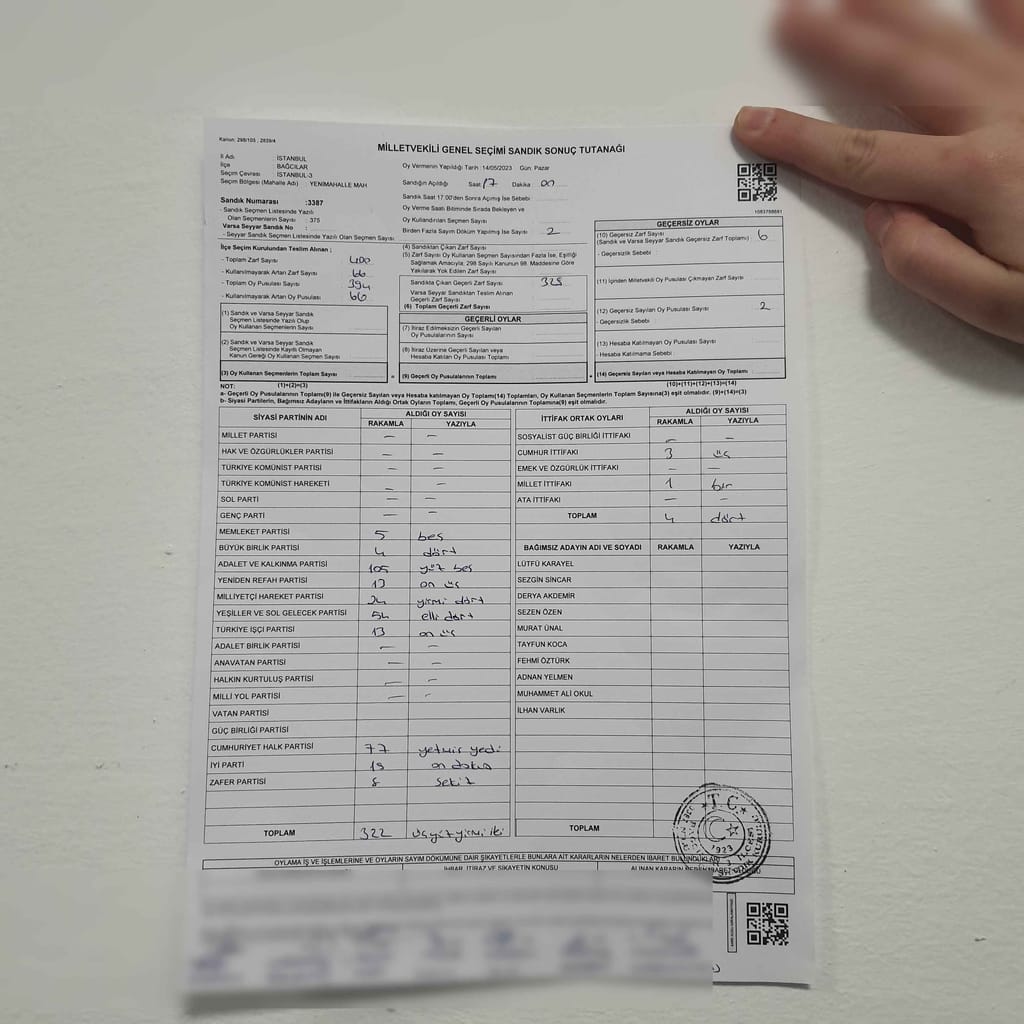 Kanun: 298/105 ; 2839/4
MİLLETVEKİLİ GENEL SEÇİMİ SANDIK SONUÇ TUTANAĞI
İl Adı : İSTANBUL
İlçe : BAĞCILAR
Seçim Çevresi : İSTANBUL-3
Seçim Bölgesi (Mahalle Adı) YENİMAHALLE MAH
Oy Vermenin Yapıldığı Tarih :14/05/2023 Gün: Pazar
Sandığın Açıldığı Saat 17 Dakika 00
Sandık Saat 17:00'den Sonra Açımış İse Sebebi
Oy Verme Saati Bitiminde Sırada Bekleyen ve
Oy Kullandırılan Seçmen Sayısı
Birden Fazla Sayım Döküm Yapılmış İse Sayısı 2
1083788681
Sandık Numarası :3387
- Sandık Seçmen Listesinde Yazılı
Olan Seçmenlerin Sayısı : 375
Varsa Seyyar Sandık No :
- Seyyar Sandık Seçmen Listesinde Yazılı Olan Seçmen Sayısı
İlçe Seçim Kurulundan Teslim Alınan ;
- Toplam Zarf Sayısı 400
- Kullanılmayarak Artan Zarf Sayısı 66
- Toplam Oy Pusulası Sayısı 394
- Kullanılmayarak Artan Oy Pusulası 66
(4) Sandıktan Çıkan Zarf Sayısı
(5) Zarf Sayısı Oy Kullanan Seçmen Sayısından Fazla İse, Eşitliği
Sağlamak Amacıyla; 298 Sayılı Kanunun 98. Maddesine Göre
Yakılarak Yok Edilen Zarf Sayısı
Sandıkta Çıkan Geçerli Zarf Sayısı 328
Varsa Seyyar Sandıktan Teslim Alınan
Geçerli Zarf Sayısı
(6) Toplam Geçerli Zarf Sayısı
GEÇERSİZ OYLAR
(10) Geçersiz Zarf Sayısı 6
(Sandık ve Varsa Seyyar Sandık Geçersiz Zarf Toplamı)
- Geçersizlik Sebebi
(11) İçinden Milletvekili Oy Pusulası Çıkmayan Zarf Sayısı
(12) Geçersiz Sayılan Oy Pusulası Sayısı 2
- Geçersizlik Sebebi
(13) Hesaba Katılmayan Oy Pusulası Sayısı
- Hesaba Katılmama Sebebi
(14) Geçersiz Sayılan veya Hesaba Katılmayan Oy Toplamı
(1) Sandık ve Varsa Seyyar Sandık
Seçmen Listesinde Yazılı Olup
Oy Kullanan Seçmenlerin Sayısı
(2) Sandık ve Varsa Seyyar Sandık
Seçmen Listesinde Kayıtlı Olmayan
Kanun Gereği Oy Kullanan Seçmen Sayısı
(3) Oy Kullanan Seçmenlerin Toplam Sayısı
=
GEÇERLİ OYLAR
(7) İtiraz Edilmeksizin Geçerli Sayılan
Oy Pusulalarının Sayısı
(8) İtiraz Üzerine Geçerli Sayılan veya
Hesaba Katılan Oy Pusulası Toplamı
(9) Geçerli Oy Pusulalarının Toplamı
+
NOT: (1)+(2)=(3) (10)+(11)+(12)+(13)=(14)
a- Geçerli Oy Pusulaları Toplamı(9) ile Geçersiz Sayılan veya Hesaba katılmayan Oy Toplamı(14) Toplamları, Oy Kullanan Seçmenlerin Toplam Sayısına(3) eşit olmalıdır. (9)+(14)=(3)
b- Siyasi Partilerin, Bağımsız Adayların ve İttifakların Aldığı Ortak Oyların Toplamı, Geçerli Oy Pusulalarının Toplamına(9) eşit olmalıdır.
SİYASİ PARTİNİN ADI ALDIĞI OY SAYISI
RAKAMLA YAZIYLA
MİLLET PARTİSİ — —
HAK VE ÖZGÜRLÜKLER PARTİSİ — —
TÜRKİYE KOMÜNİST PARTİSİ — —
TÜRKİYE KOMÜNİST HAREKETİ — —
SOL PARTİ — —
GENÇ PARTİ — —
MEMLEKET PARTİSİ 5 beş
BÜYÜK BİRLİK PARTİSİ 4 dört
ADALET VE KALKINMA PARTİSİ 105 yüz beş
YENİDEN REFAH PARTİSİ 13 on üç
MİLLİYETÇİ HAREKET PARTİSİ 24 yirmi dört
YEŞİLLER VE SOL GELECEK PARTİSİ 54 elli dört
TÜRKİYE İŞÇİ PARTİSİ 13 on üç
ADALET BİRLİK PARTİSİ — —
ANAVATAN PARTİSİ — —
HALKIN KURTULUŞ PARTİSİ — —
MİLLİ YOL PARTİSİ — —
VATAN PARTİSİ
GÜÇ BİRLİĞİ PARTİSİ
CUMHURİYET HALK PARTİSİ 77 yetmiş yedi
İYİ PARTİ 19 on dokuz
ZAFER PARTİSİ 8 sekiz
TOPLAM 322 üçyüzyirmi iki
İTTİFAK ORTAK OYLARI ALDIĞI OY SAYISI
RAKAMLA YAZIYLA
SOSYALİST GÜÇ BİRLİĞİ İTTİFAKI — —
CUMHUR İTTİFAKI 3 üç
EMEK VE ÖZGÜRLÜK İTTİFAKI — —
MİLLET İTTİFAKI 1 bir
ATA İTTİFAKI — —
TOPLAM 4 dört
BAĞIMSIZ ADAYIN ADI VE SOYADI RAKAMLA YAZIYLA
LÜTFÜ KARAYEL
SEZGİN SİNCAR
DERYA AKDEMİR
SEZEN ÖZEN
MURAT ÜNAL
TAYFUN KOCA
FEHMİ ÖZTÜRK
ADNAN YELMEN
MUHAMMET ALİ OKUL
İLHAN VARLIK
TOPLAM
T.C.
1923
OYLAMA İŞ VE İŞLEMLERİNE VE OYLARIN SAYIM DÖKÜMÜNE DAİR ŞİKAYETLERLE BUNLARA AİT KARARLARIN NELERDEN İBARET BULUNDUKLARI
İHBAR, İTİRAZ VE ŞİKAYETİN KONUSU